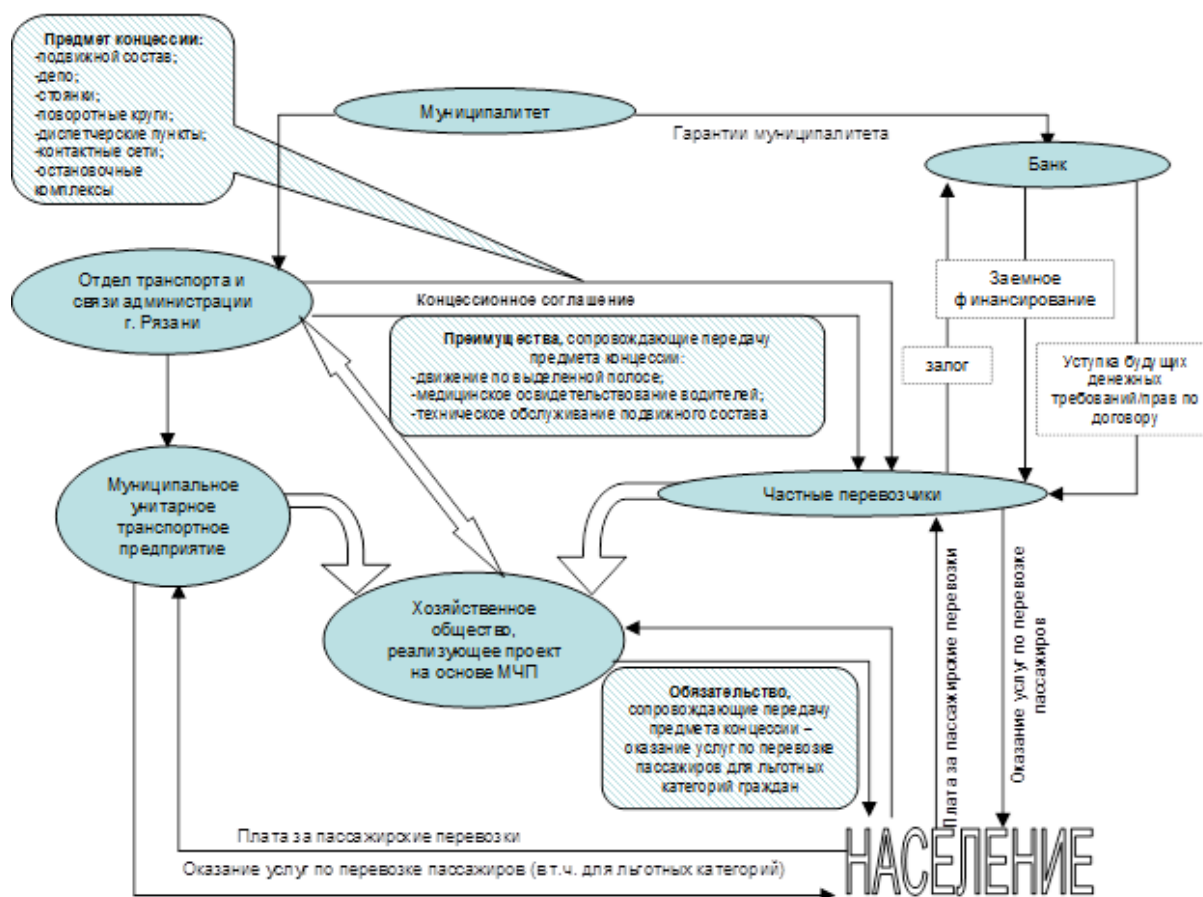 Предмет концессии:
-подвижной состав;
-депо;
-стоянки;
-поворотные круги;
-диспетчерские пункты;
-контактные сети;
-остановочные
комплексы
Муниципалитет
Гарантии муниципалитета
Банк
Отдел транспорта и
связи администрации
г. Рязани
Концессионное соглашение
Преимущества, сопровождающие передачу
предмета концессии:
-движение по выделенной полосе;
-медицинское освидетельствование водителей;
-техническое обслуживание подвижного состава
Заемное
финансирование
залог
Уступка будущих
денежных
требований/прав по
договору
Муниципальное
унитарное
транспортное
предприятие
Частные перевозчики
Хозяйственное
общество,
реализующее проект
на основе МЧП
Обязательство,
сопровождающие передачу
предмета концессии –
оказание услуг по перевозке
пассажиров для льготных
категорий граждан
Плата за пассажирские перевозки
Оказание услуг по перевозке
пассажиров
Плата за пассажирские перевозки
Оказание услуг по перевозке пассажиров (в т.ч. для льготных категорий)
НАСЕЛЕНИЕ